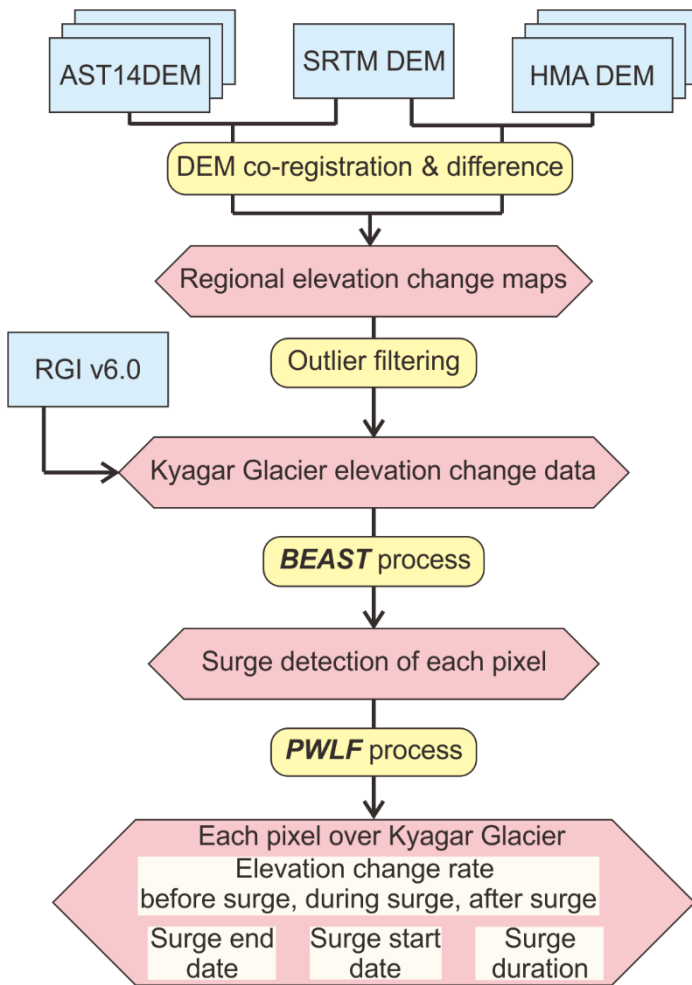 AST14DEM
SRTM DEM
HMA DEM
DEM co-registration & difference
Regional elevation change maps
RGI v6.0
Outlier filtering
Kyagar Glacier elevation change data
BEAST process
Surge detection of each pixel
PWLF process
Each pixel over Kyagar Glacier
Elevation change rate
before surge, during surge, after surge
Surge end
date
Surge start
date
Surge
duration